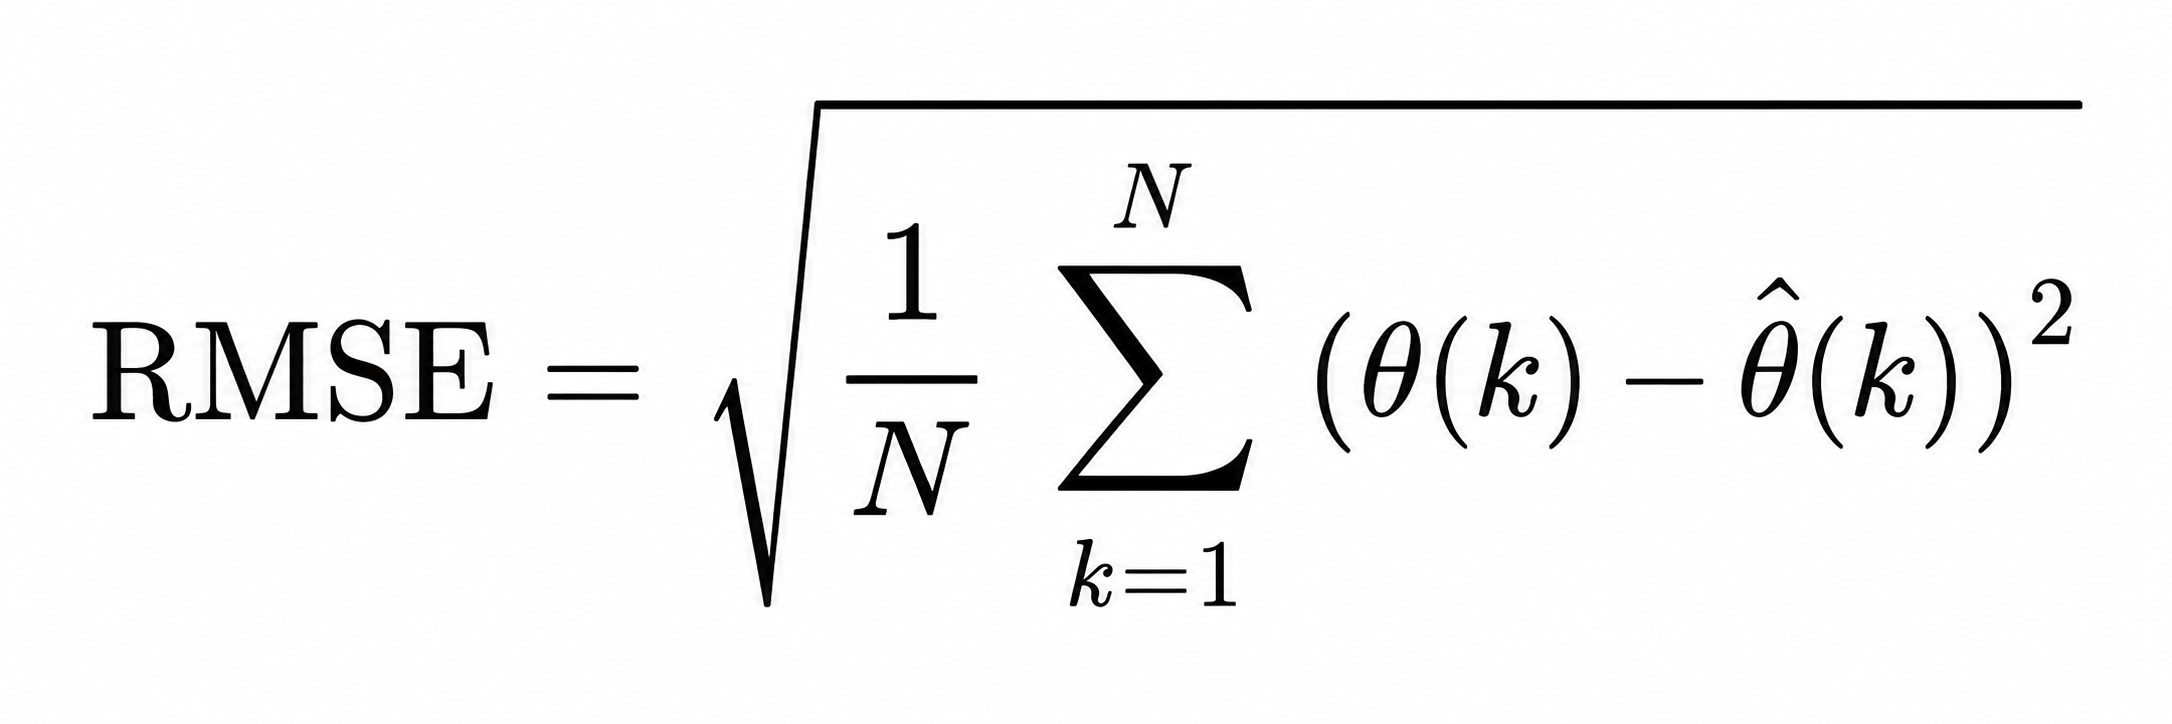 RMSE = √(1/N ∑_{k=1}^{N} (θ(k) − θ̂(k))²)